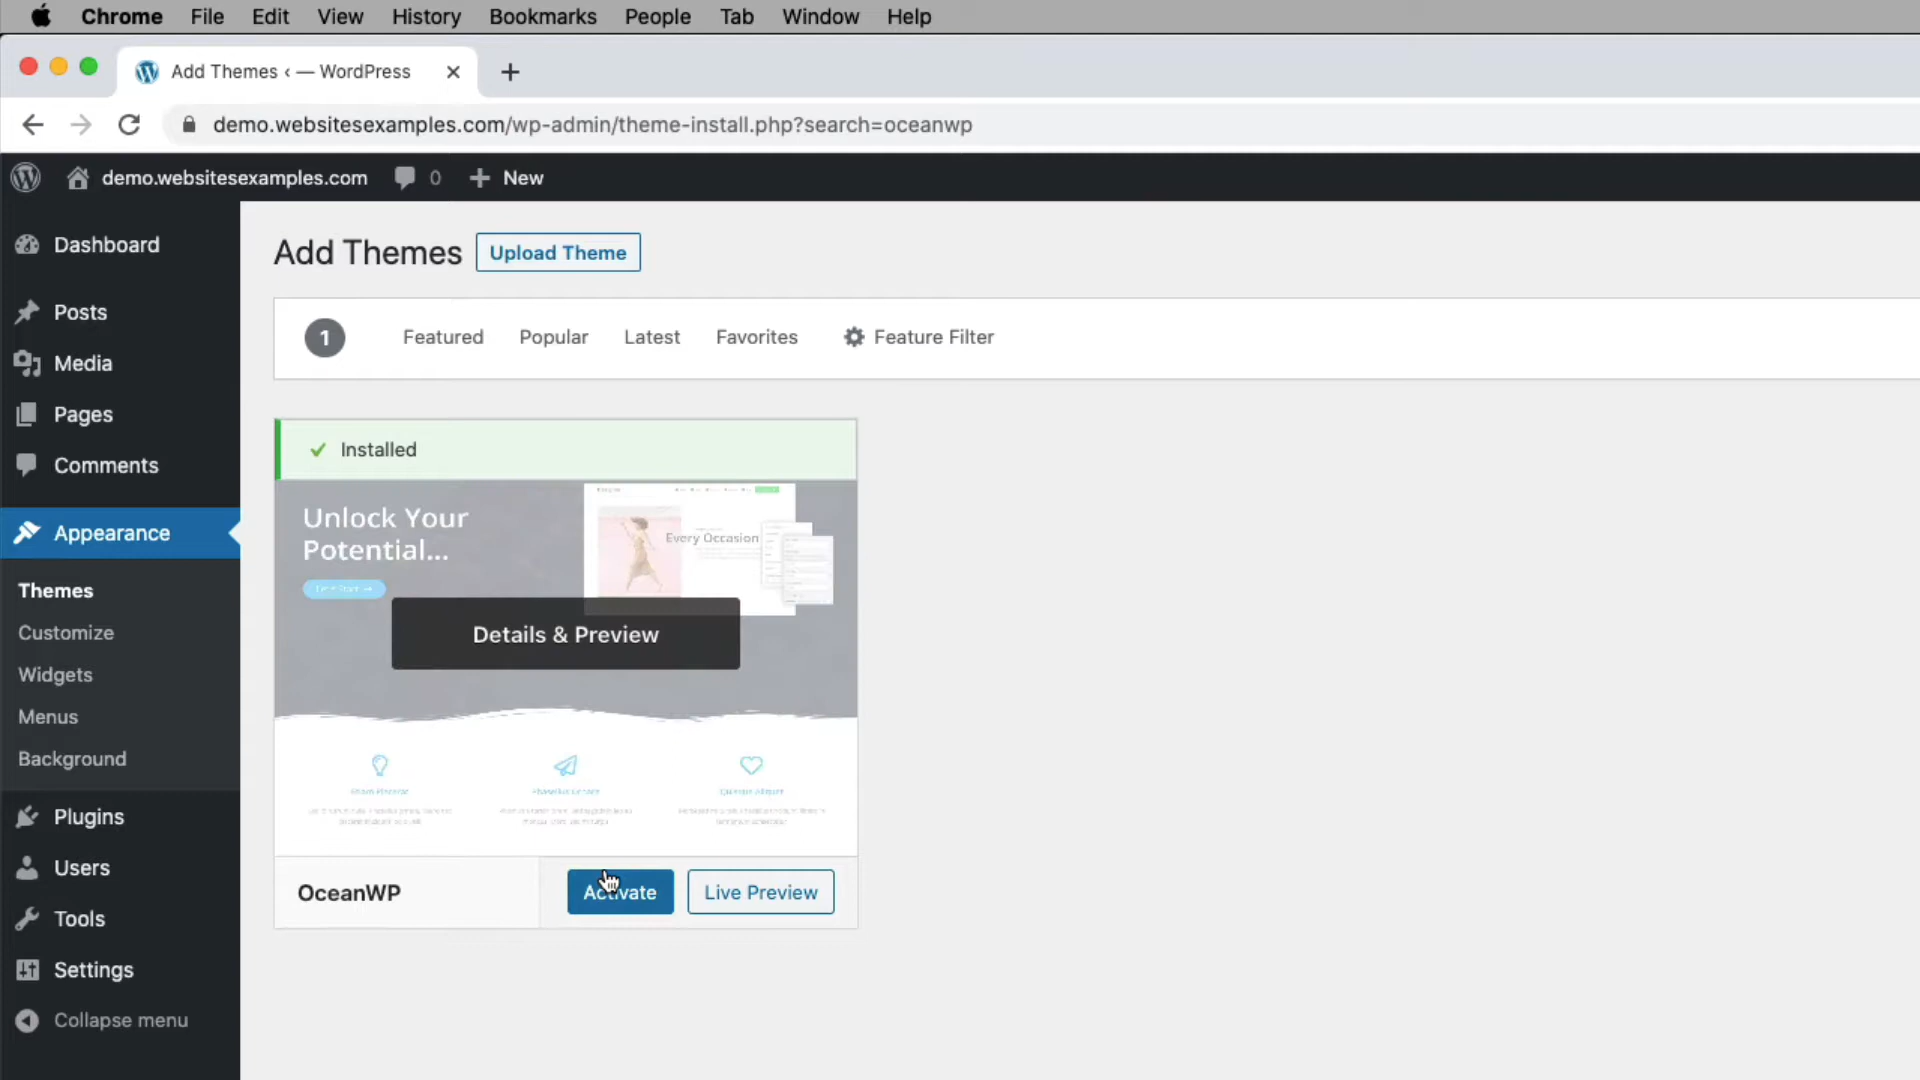 Chrome File Edit View History Bookmarks People Tab Window Help
Add Themes ‹ — WordPress
demo.websitesexamples.com/wp-admin/theme-install.php?search=oceanwp
demo.websitesexamples.com 0 New
Dashboard
Posts
Media
Pages
Comments
Appearance
Themes
Customize
Widgets
Menus
Background
Plugins
Users
Tools
Settings
Collapse menu
Add Themes Upload Theme
1 Featured Popular Latest Favorites Feature Filter
Installed
Unlock Your
Potential...
Every Occasion
Details & Preview
OceanWP Activate Live Preview